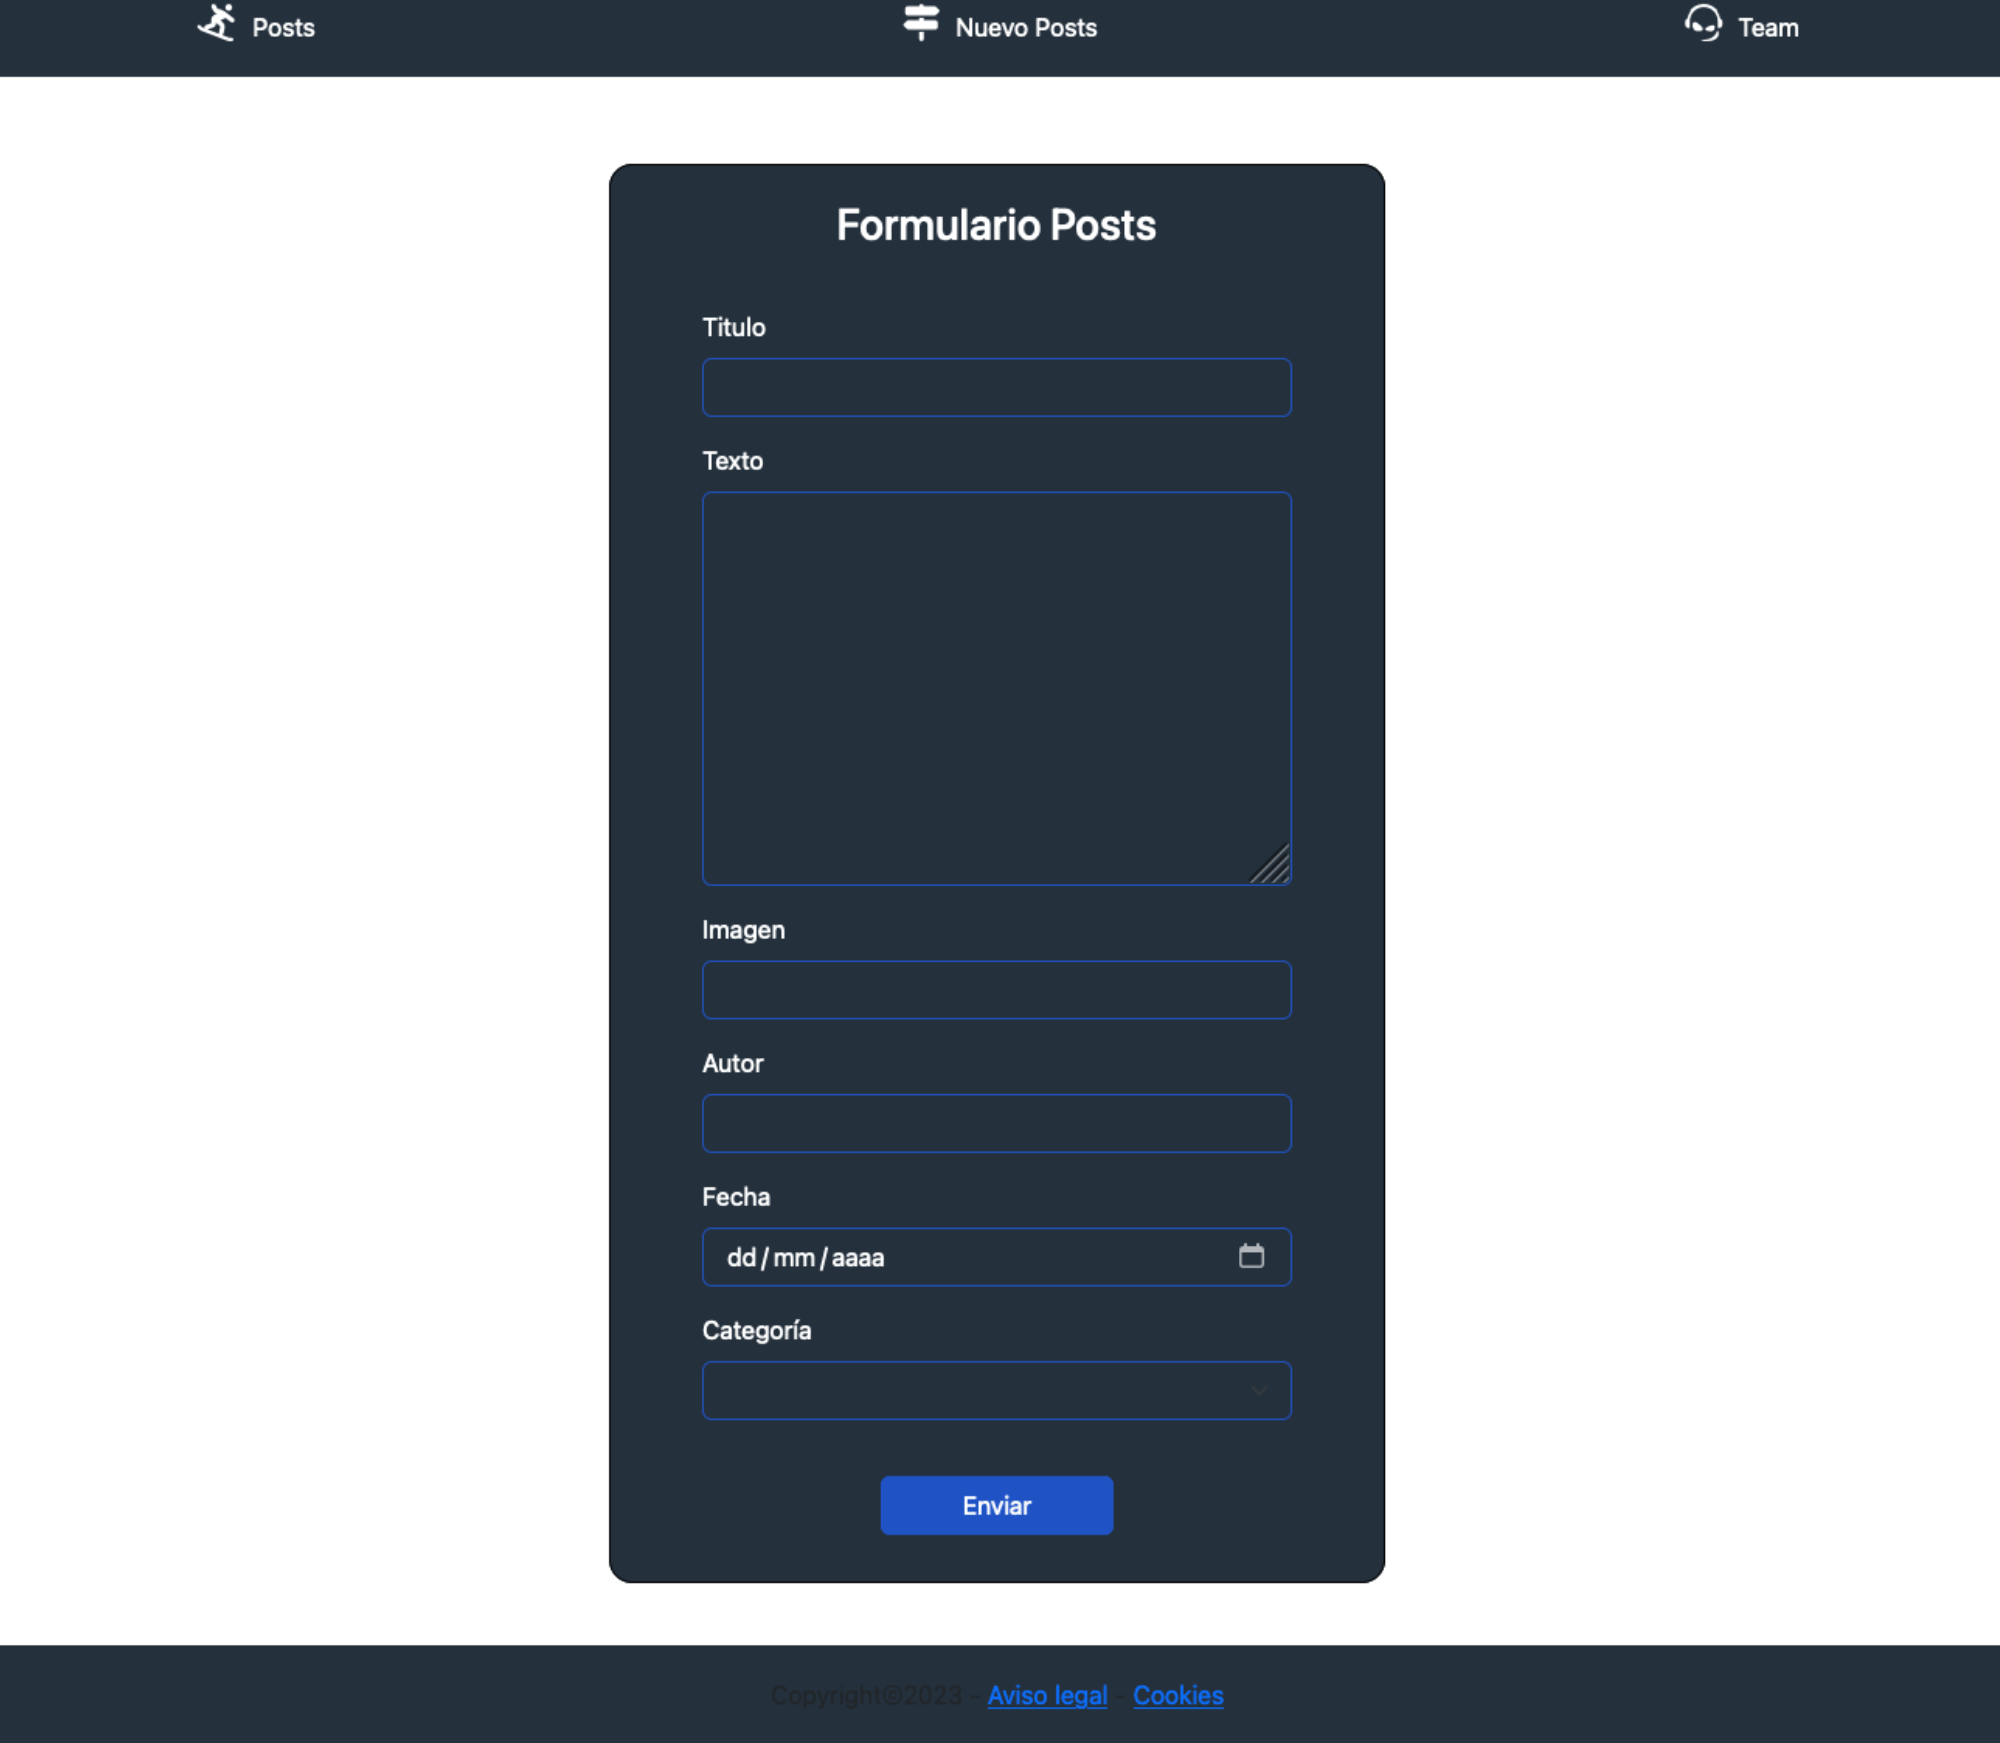 Posts
Nuevo Posts
Team
Formulario Posts
Titulo
Texto
Imagen
Autor
Fecha
dd/mm/aaaa
Categoría
Enviar
Copyright©2023 - Aviso legal - Cookies